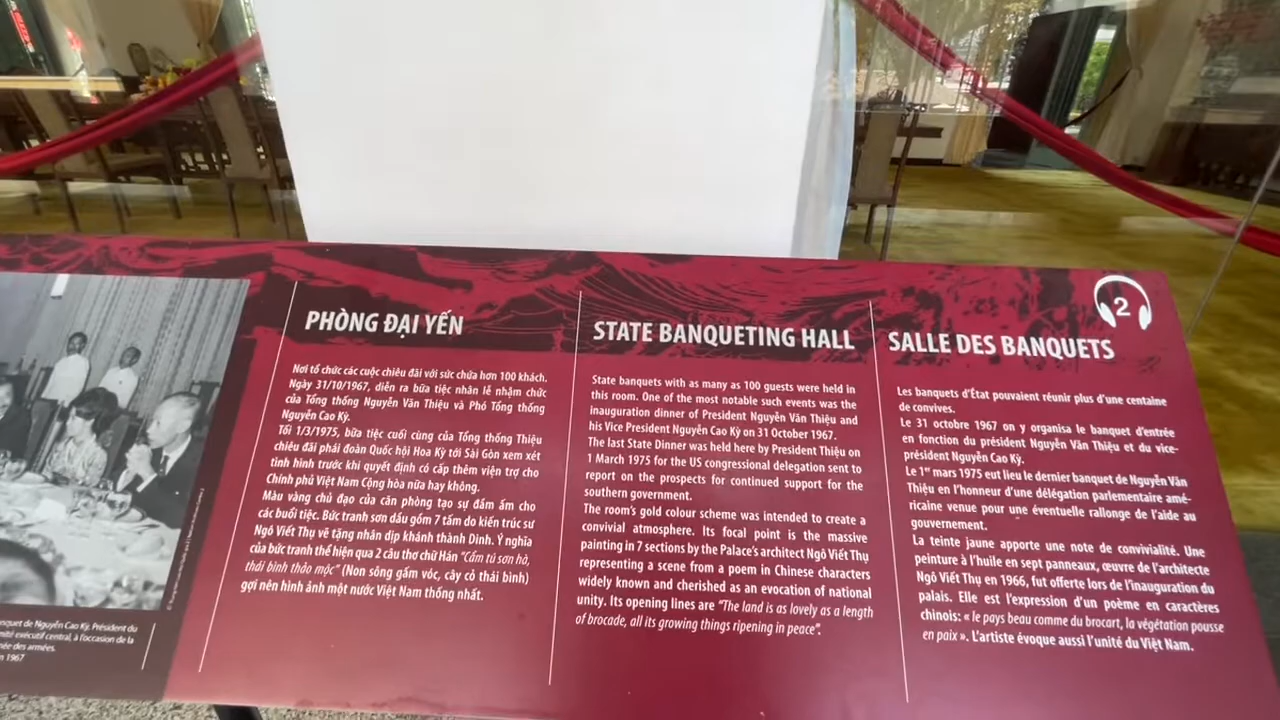 PHÒNG ĐẠI YẾN
Nơi tổ chức các cuộc chiêu đãi với sức chứa hơn 100 khách.
Ngày 31/10/1967, diễn ra bữa tiệc nhân lễ nhậm chức
của Tổng thống Nguyễn Văn Thiệu và Phó Tổng thống
Nguyễn Cao Kỳ.
Tối 1/3/1975, bữa tiệc cuối cùng của Tổng thống Thiệu
chiêu đãi phái đoàn Quốc hội Hoa Kỳ tới Sài Gòn xem xét
tình hình trước khi quyết định có cấp thêm viện trợ cho
Chính phủ Việt Nam Cộng hòa nữa hay không.
Màu vàng chủ đạo của căn phòng tạo sự đầm ấm cho
các buổi tiệc. Bức tranh sơn dầu gồm 7 tấm do kiến trúc sư
Ngô Viết Thụ vẽ tặng nhân dịp khánh thành Dinh. Ý nghĩa
của bức tranh thể hiện qua 2 câu thơ chữ Hán "Cẩm tú sơn hà,
thái bình thảo mộc" (Non sông gấm vóc, cây cỏ thái bình)
gợi nên hình ảnh một nước Việt Nam thống nhất.
STATE BANQUETING HALL
State banquets with as many as 100 guests were held in
this room. One of the most notable such events was the
inauguration dinner of President Nguyễn Văn Thiệu and
his Vice President Nguyễn Cao Kỳ on 31 October 1967.
The last State Dinner was held here by President Thiệu on
1 March 1975 for the US congressional delegation sent to
report on the prospects for continued support for the
southern government.
The room's gold colour scheme was intended to create a
convivial atmosphere. Its focal point is the massive
painting in 7 sections by the Palace's architect Ngô Viết Thụ
representing a scene from a poem in Chinese characters
widely known and cherished as an evocation of national
unity. Its opening lines are "The land is as lovely as a length
of brocade, all its growing things ripening in peace".
2
SALLE DES BANQUETS
Les banquets d'État pouvaient réunir plus d'une centaine
de convives.
Le 31 octobre 1967 on y organisa le banquet d'entrée
en fonction du président Nguyễn Văn Thiệu et du vice-
président Nguyễn Cao Kỳ.
Le 1er mars 1975 eut lieu le dernier banquet de Nguyễn Văn
Thiệu en l'honneur d'une délégation parlementaire amé-
ricaine venue pour une éventuelle rallonge de l'aide au
gouvernement.
La teinte jaune apporte une note de convivialité. Une
peinture à l'huile en sept panneaux, œuvre de l'architecte
Ngô Viết Thụ en 1966, fut offerte lors de l'inauguration du
palais. Elle est l'expression d'un poème en caractères
chinois: « le pays beau comme du brocart, la végétation pousse
en paix ». L'artiste évoque aussi l'unité du Việt Nam.
de Nguyễn Cao Kỳ. Président du
exécutif central, à l'occasion de la
des armées.
1967